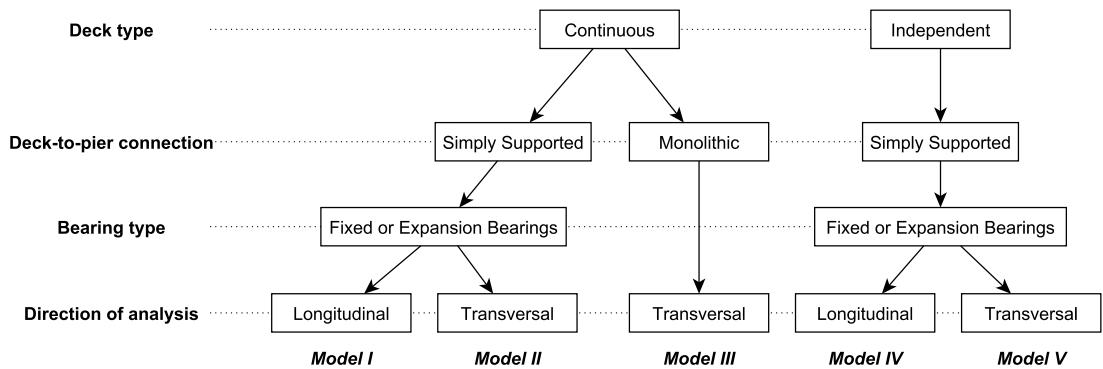 Deck type
Continuous
Independent
Deck-to-pier connection
Simply Supported
Monolithic
Simply Supported
Bearing type
Fixed or Expansion Bearings
Fixed or Expansion Bearings
Direction of analysis
Longitudinal
Transversal
Transversal
Longitudinal
Transversal
Model I
Model II
Model III
Model IV
Model V